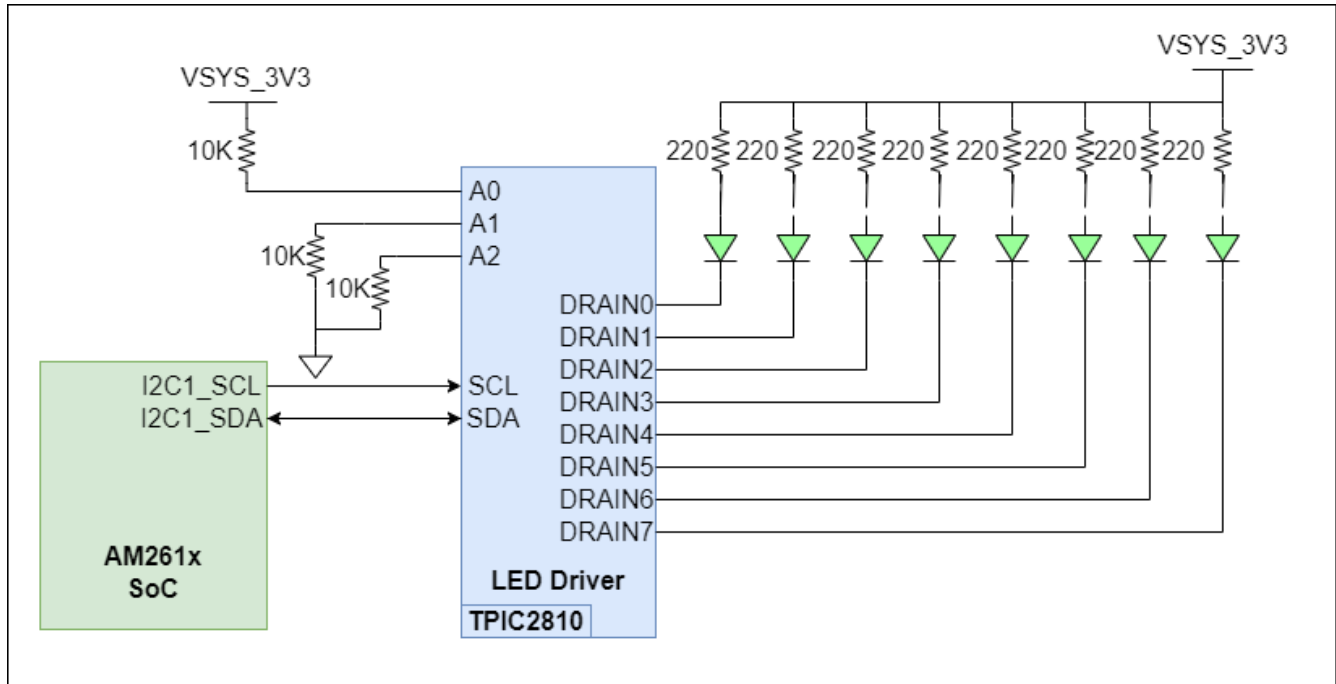 VSYS_3V3
VSYS_3V3
10K
220 220 220 220 220 220 220 220
A0
A1
10K
A2
10K
DRAIN0
DRAIN1
DRAIN2
I2C1_SCL
SCL
DRAIN3
I2C1_SDA
SDA
DRAIN4
DRAIN5
DRAIN6
DRAIN7
AM261x
SoC
LED Driver
TPIC2810